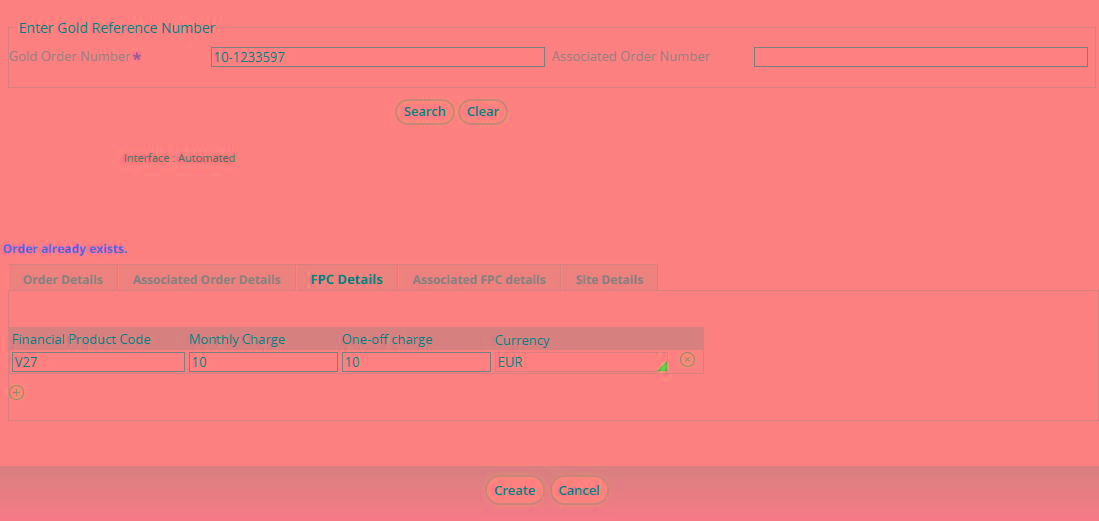 Enter Gold Reference Number
Gold Order Number* 10-1233597 Associated Order Number
Search Clear
Interface : Automated
Order already exists.
Order Details Associated Order Details FPC Details Associated FPC details Site Details
Financial Product Code Monthly Charge One-off charge Currency
V27 10 10 EUR
Create Cancel